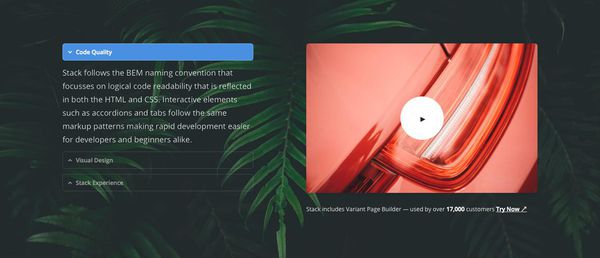 Code Quality
Stack follows the BEM naming convention that
focusses on logical code readability that is reflected
in both the HTML and CSS. Interactive elements
such as accordions and tabs follow the same
markup patterns making rapid development easier
for developers and beginners alike.
Visual Design
Stack Experience
Stack includes Variant Page Builder — used by over 17,000 customers Try Now ↗